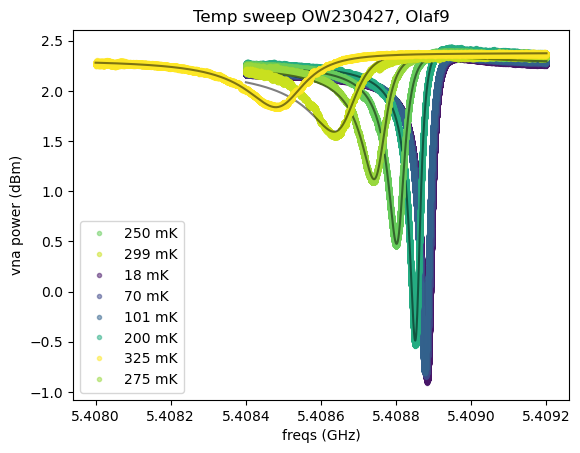 Temp sweep OW230427, Olaf9
vna power (dBm)
2.5
2.0
1.5
1.0
0.5
0.0
−0.5
−1.0
250 mK
299 mK
18 mK
70 mK
101 mK
200 mK
325 mK
275 mK
5.4080 5.4082 5.4084 5.4086 5.4088 5.4090 5.4092
freqs (GHz)